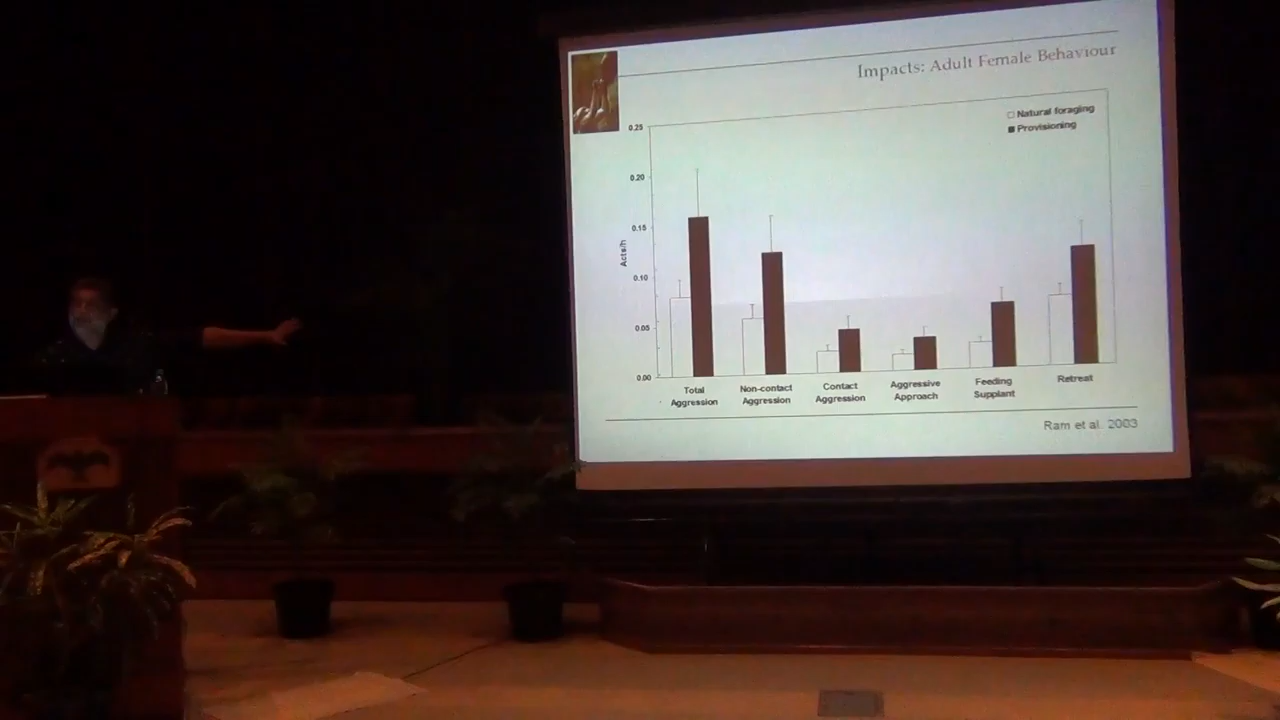 Impacts: Adult Female Behaviour
Natural foraging
Provisioning
0.25
0.20
0.15
0.10
0.05
0.00
Acts/h
Total
Aggression
Non-contact
Aggression
Contact
Aggression
Aggressive
Approach
Feeding
Supplant
Retreat
Ram et al. 2003